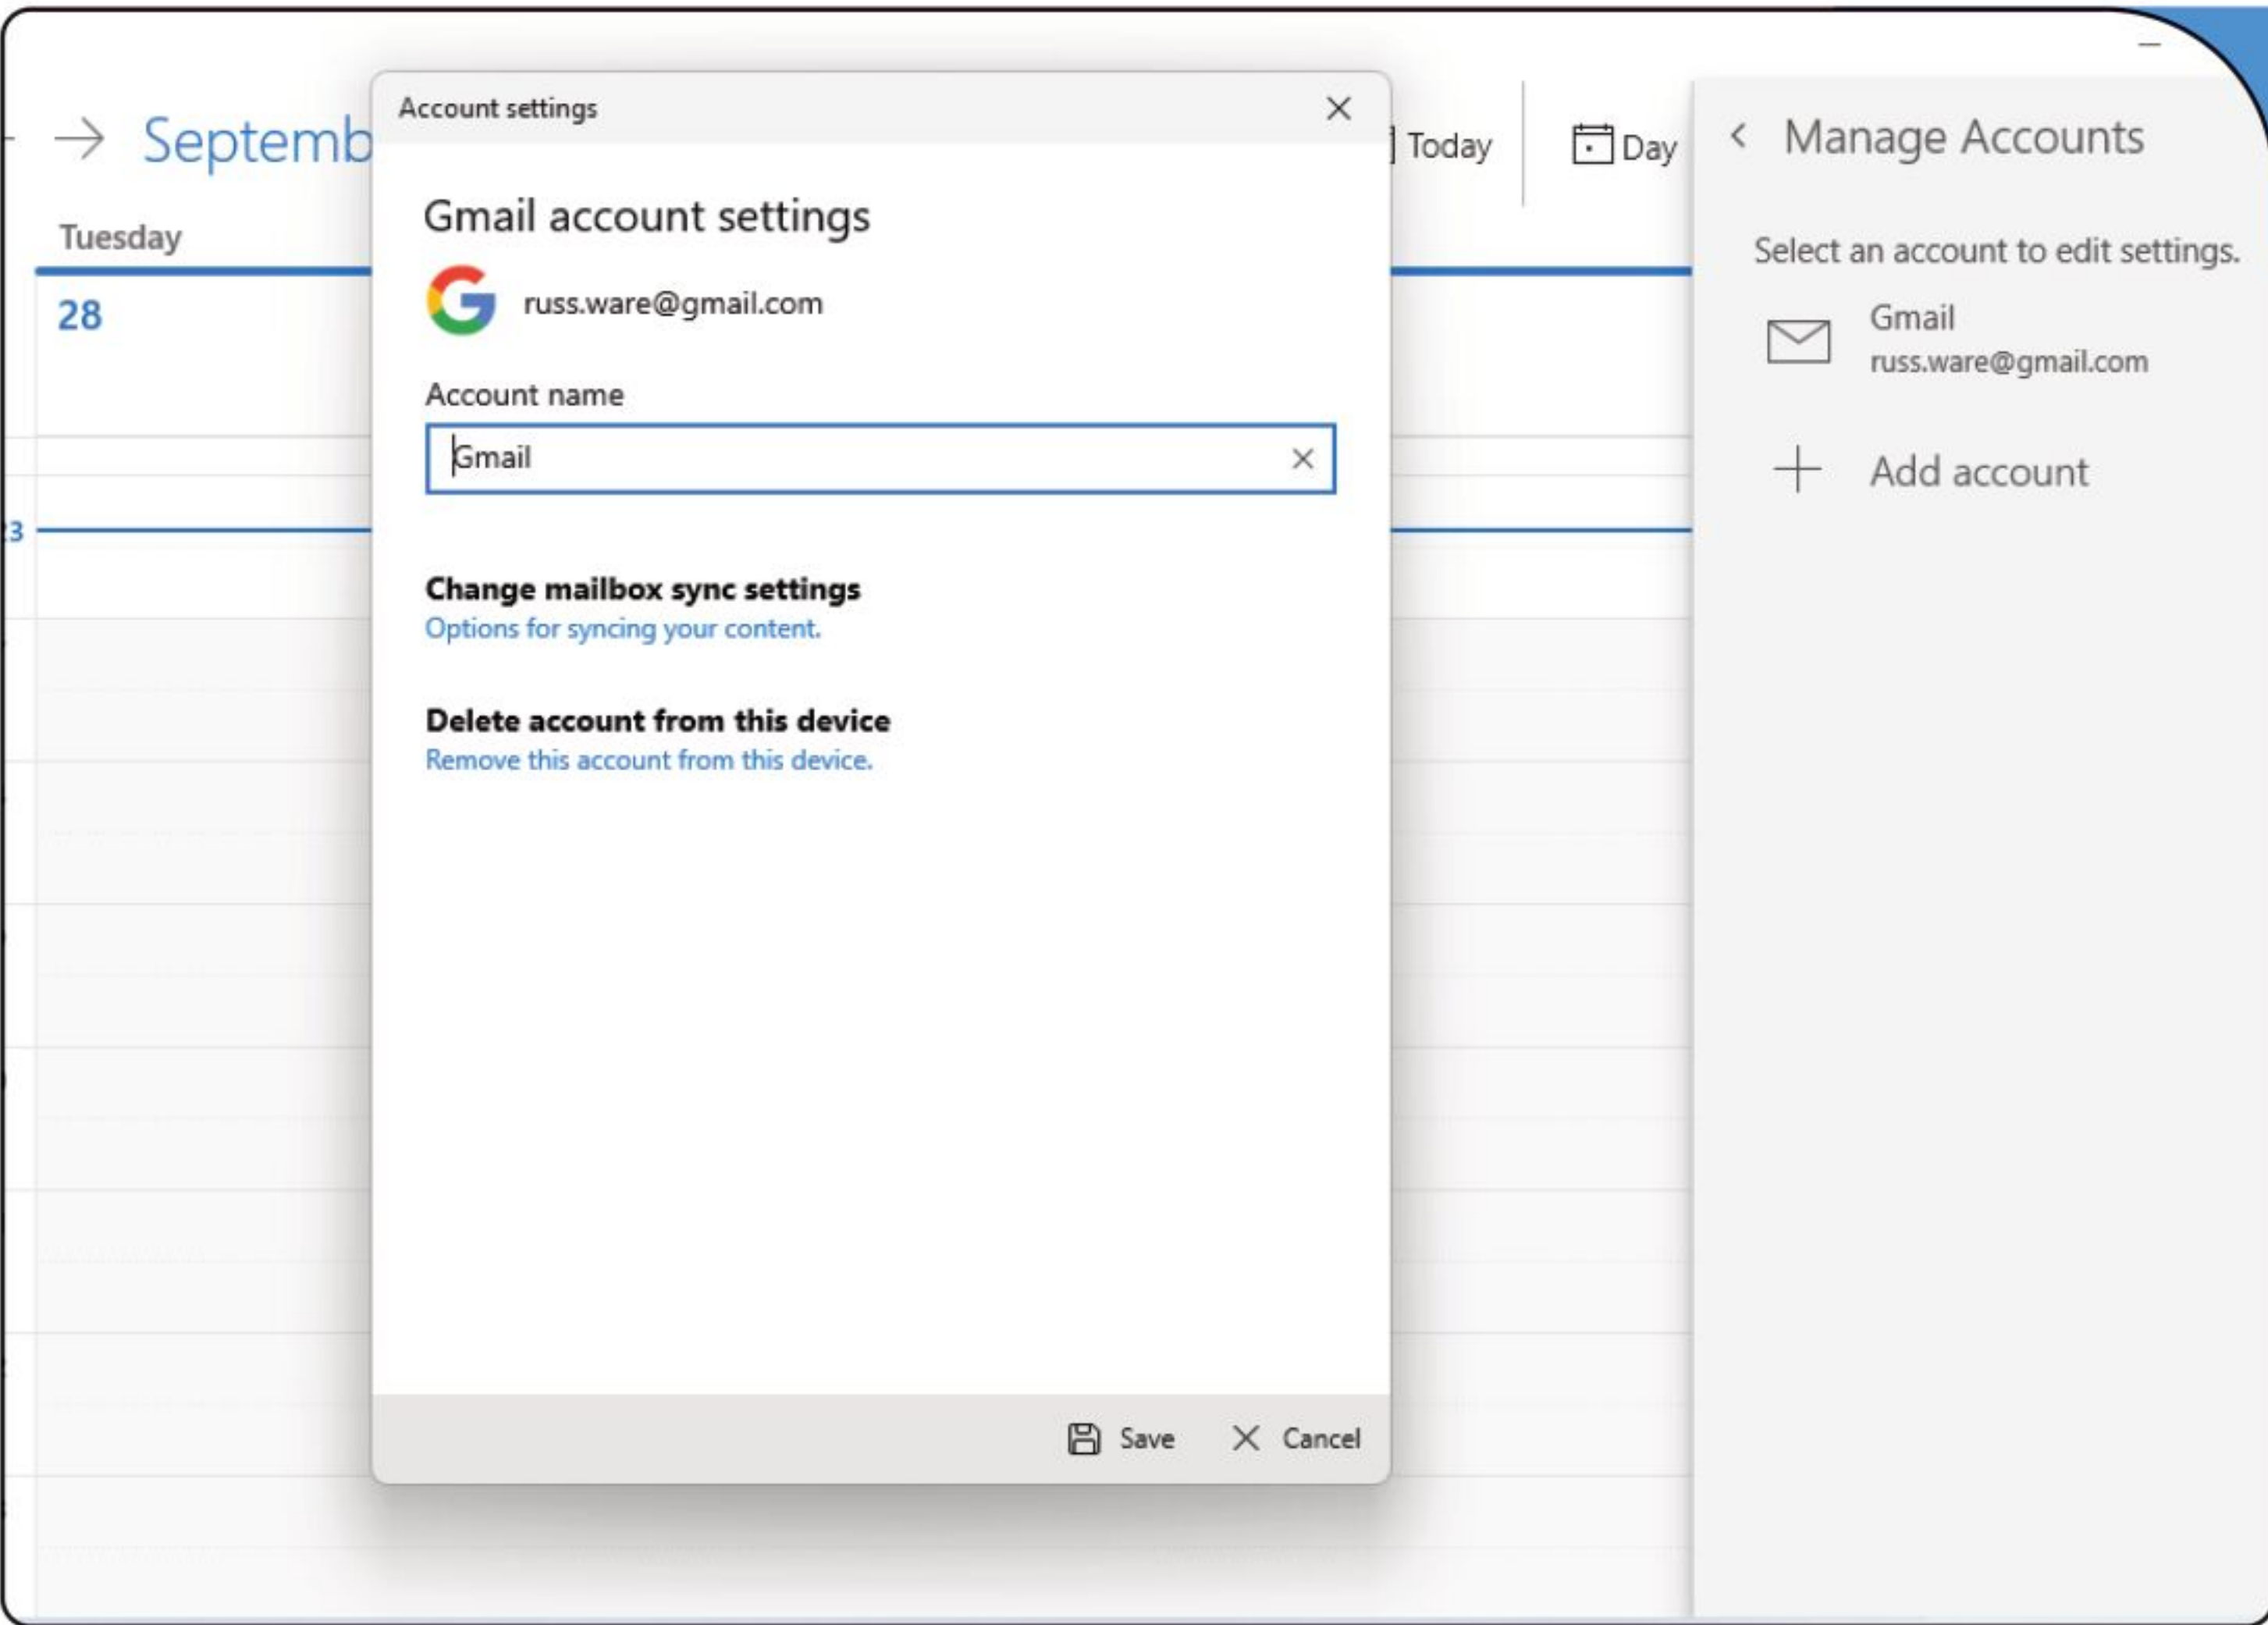 Septemb
Today
Day
Tuesday
28
3
Account settings
Gmail account settings
russ.ware@gmail.com
Account name
Gmail
Change mailbox sync settings
Options for syncing your content.
Delete account from this device
Remove this account from this device.
Save
Cancel
Manage Accounts
Select an account to edit settings.
Gmail
russ.ware@gmail.com
Add account